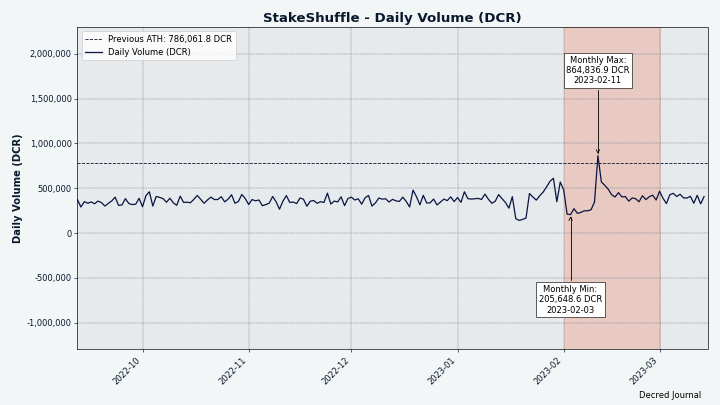 StakeShuffle - Daily Volume (DCR)
Previous ATH: 786,061.8 DCR
Daily Volume (DCR)
Monthly Max:
864,836.9 DCR
2023-02-11
Monthly Min:
205,648.6 DCR
2023-02-03
Daily Volume (DCR)
2,000,000
1,500,000
1,000,000
500,000
0
-500,000
-1,000,000
2022-10
2022-11
2022-12
2023-01
2023-02
2023-03
Decred Journal